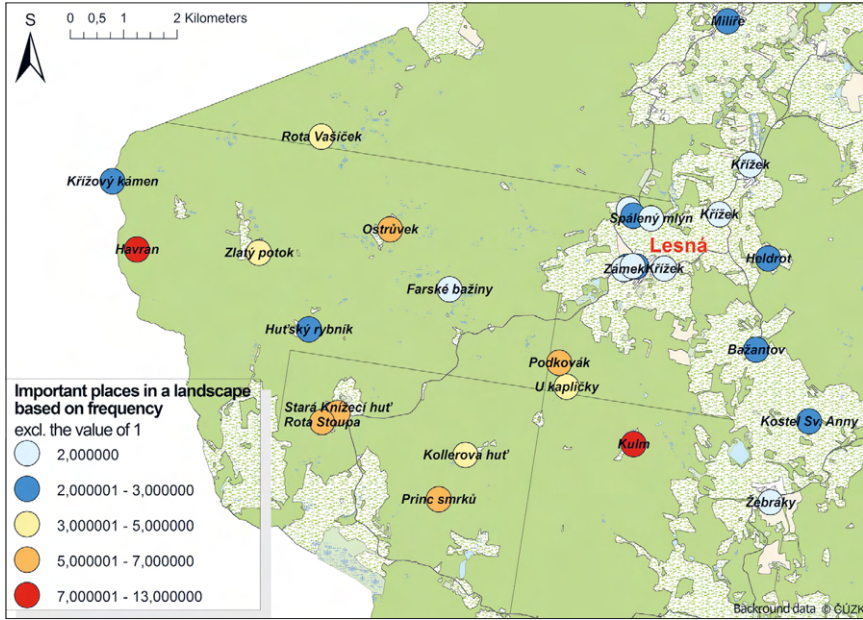 S
0 0,5 1 2 Kilometers
Milíře
Rota Vašíček
Křížek
Křížový kámen
Spálený mlýn
Křížek
Ostrůvek
Havran
Zlatý potok
Lesná
Heldrot
Zámek
Křížek
Farské bažiny
Huťský rybník
Bažantov
Podkovák
U kapličky
Important places in a landscape
based on frequency
excl. the value of 1
2,000000
2,000001 - 3,000000
3,000001 - 5,000000
5,000001 - 7,000000
7,000001 - 13,000000
Stará Knížecí huť
Rota Stoupa
Kostel Sv. Anny
Kulm
Kollerova huť
Princ smrků
Žebráky
Backround data © ČÚZK